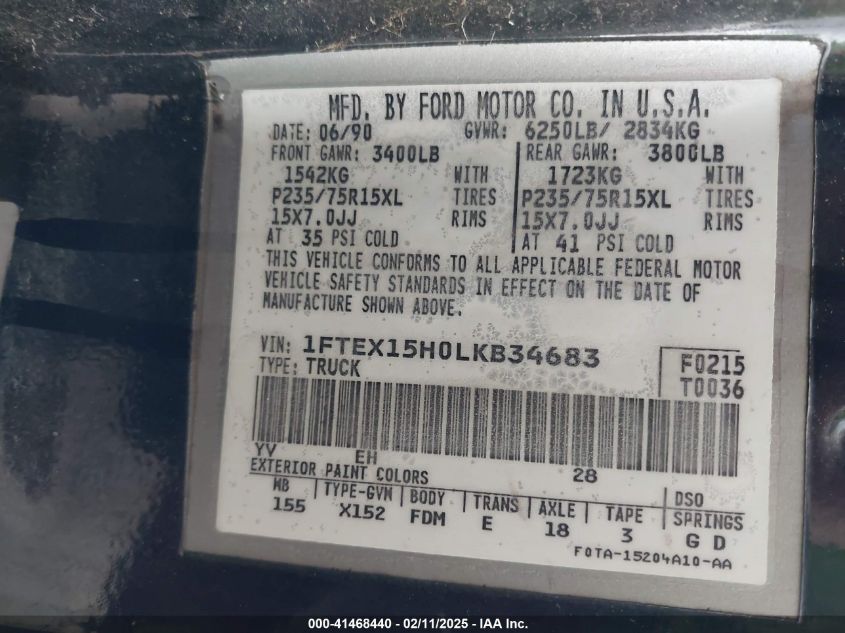 MFD. BY FORD MOTOR CO. IN U.S.A.
DATE: 06/90 GVWR: 6250LB/ 2834KG
FRONT GAWR: 3400LB REAR GAWR: 3800LB
1542KG WITH 1723KG WITH
P235/75R15XL TIRES P235/75R15XL TIRES
15X7.0JJ RIMS 15X7.0JJ RIMS
AT 35 PSI COLD AT 41 PSI COLD
THIS VEHICLE CONFORMS TO ALL APPLICABLE FEDERAL MOTOR
VEHICLE SAFETY STANDARDS IN EFFECT ON THE DATE OF
MANUFACTURE SHOWN ABOVE.
VIN: 1FTEX15H0LKB34683 F0215
TYPE: TRUCK T0036
YV EH 28
EXTERIOR PAINT COLORS DSO
WB TYPE-GVW BODY TRANS AXLE TAPE SPRINGS
155 X152 FDM E 18 3 G D
F0TA-15204A10-AA
000-41468440 - 02/11/2025 - IAA Inc.